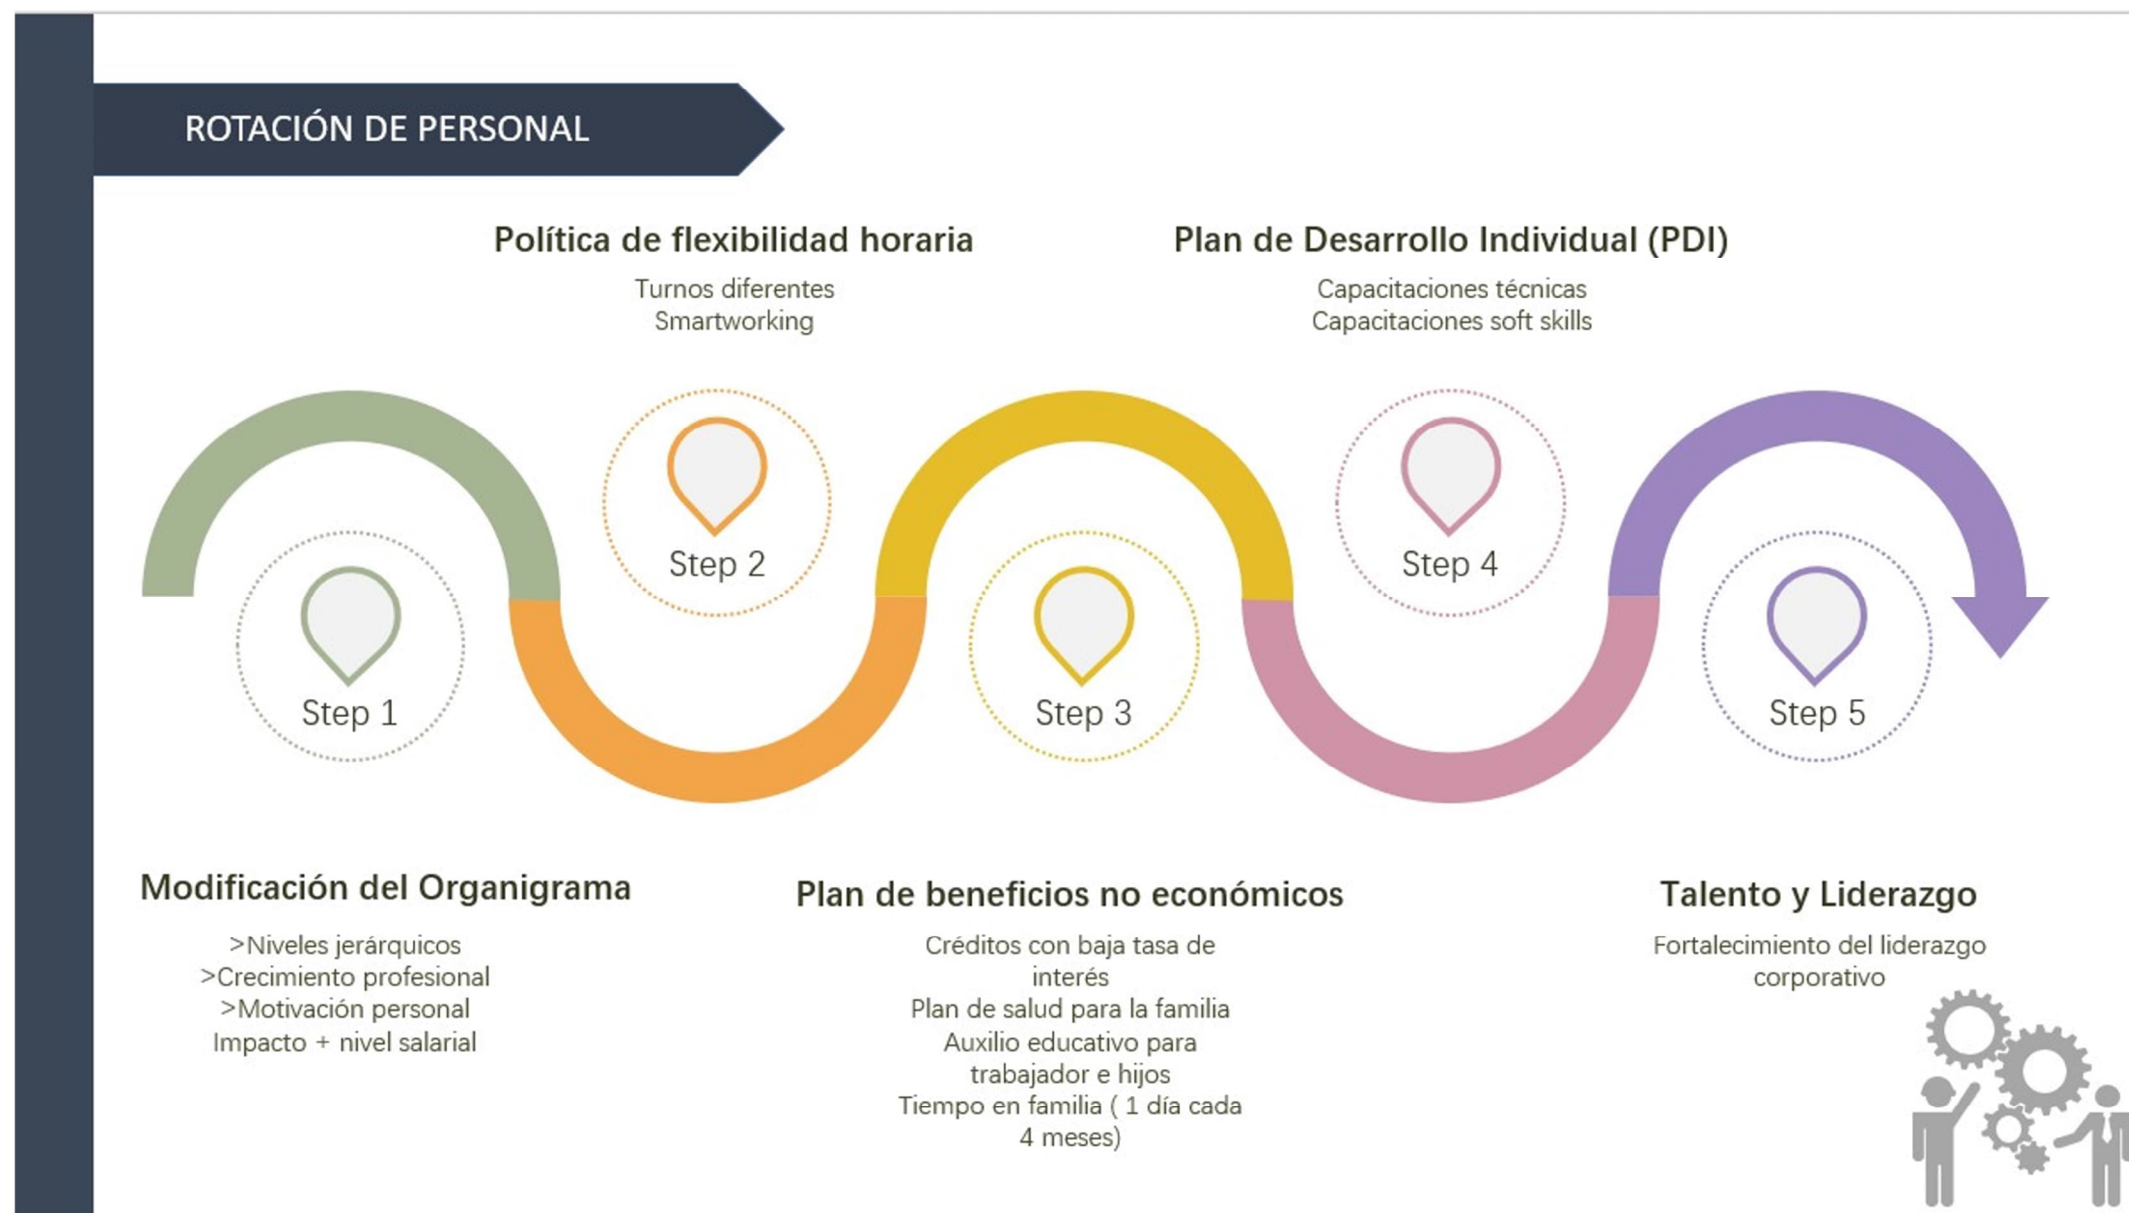 ROTACIÓN DE PERSONAL
Política de flexibilidad horaria
Turnos diferentes
Smartworking
Plan de Desarrollo Individual (PDI)
Capacitaciones técnicas
Capacitaciones soft skills
Step 1
Step 2
Step 3
Step 4
Step 5
Modificación del Organigrama
>Niveles jerárquicos
>Crecimiento profesional
>Motivación personal
Impacto + nivel salarial
Plan de beneficios no económicos
Créditos con baja tasa de
interés
Plan de salud para la familia
Auxilio educativo para
trabajador e hijos
Tiempo en familia ( 1 día cada
4 meses)
Talento y Liderazgo
Fortalecimiento del liderazgo
corporativo